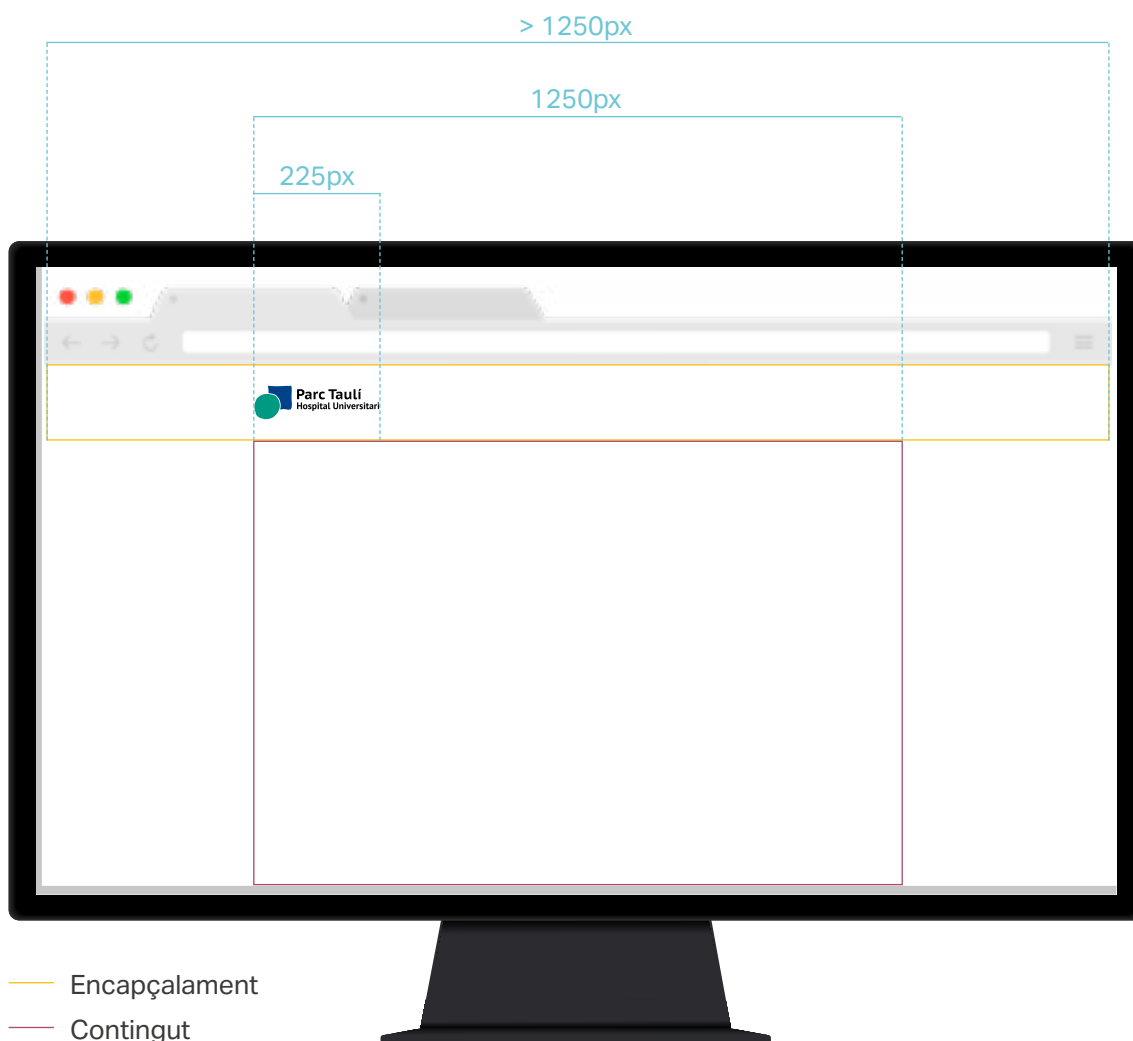 > 1250px
1250px
225px
Parc Taulí
Hospital Universitari
Encapçalament
Contingut